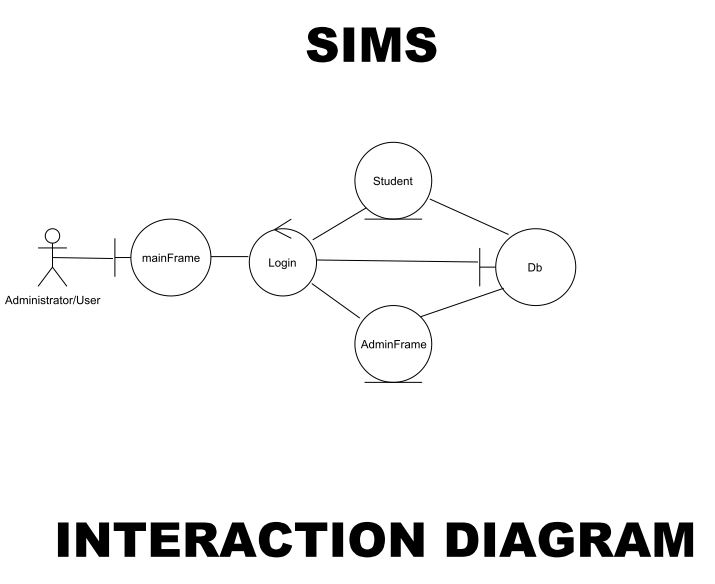 SIMS
Student
mainFrame
Login
Db
Administrator/User
AdminFrame
INTERACTION DIAGRAM